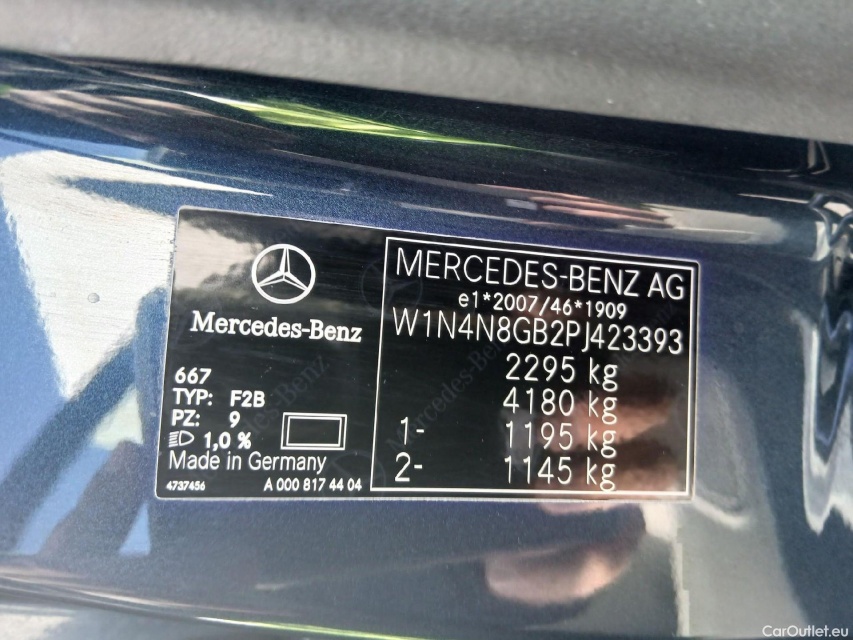 Mercedes-Benz
667
TYP: F2B
PZ: 9
1,0 %
Made in Germany
4737456 A 000 817 44 04
MERCEDES-BENZ AG
e1*2007/46*1909
W1N4N8GB2PJ423393
2295 kg
4180 kg
1- 1195 kg
2- 1145 kg
CarOutlet.eu